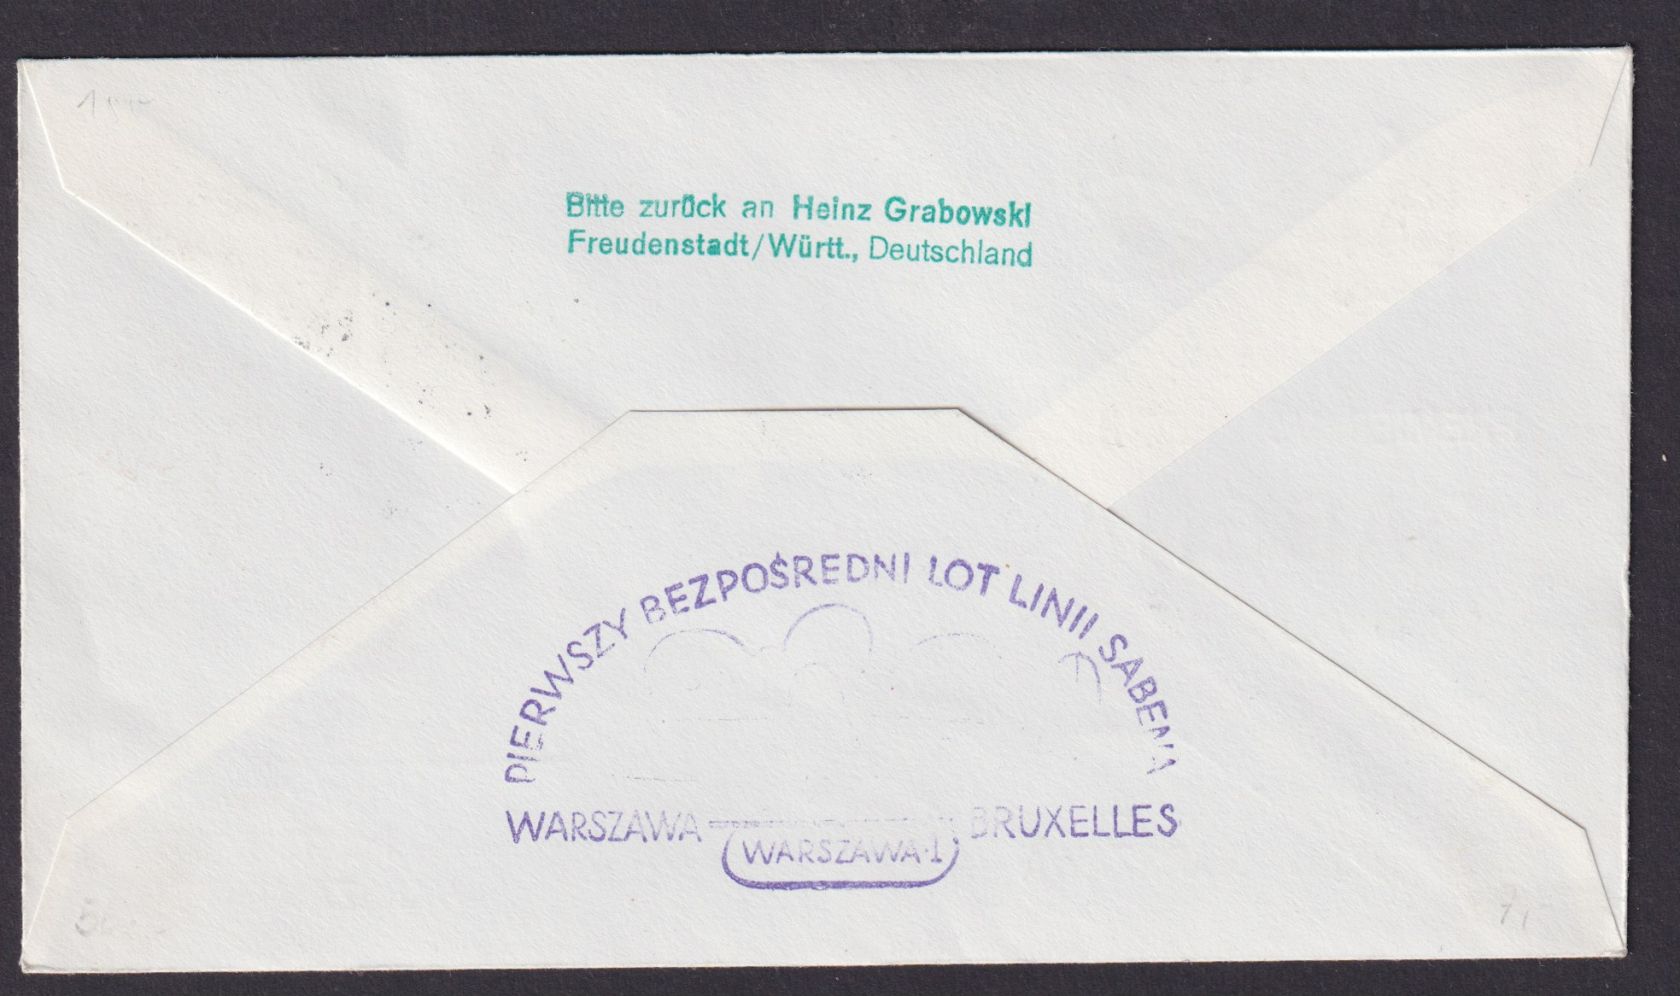 Bitte zurück an Heinz Grabowski
Freudenstadt/Württ., Deutschland
PIERWSZY BEZPOŚREDNI LOT LINII SABENA
WARSZAWA BRUXELLES
WARSZAWA·1